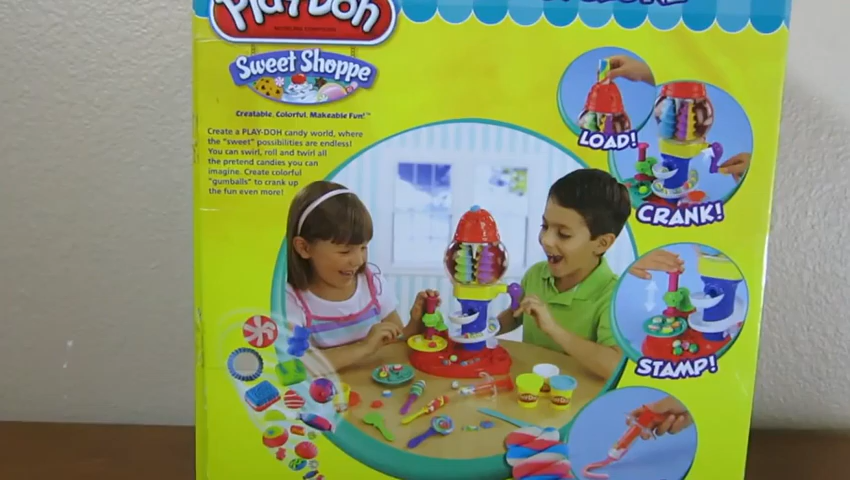 PLAY-DOH
Sweet Shoppe
Creatable. Colorful. Makeable Fun!™
Create a PLAY-DOH candy world, where
the "sweet" possibilities are endless!
You can swirl, roll and twirl all
the pretend candies you can
imagine. Create colorful
"gumballs" to crank up
the fun even more!
LOAD!
CRANK!
STAMP!